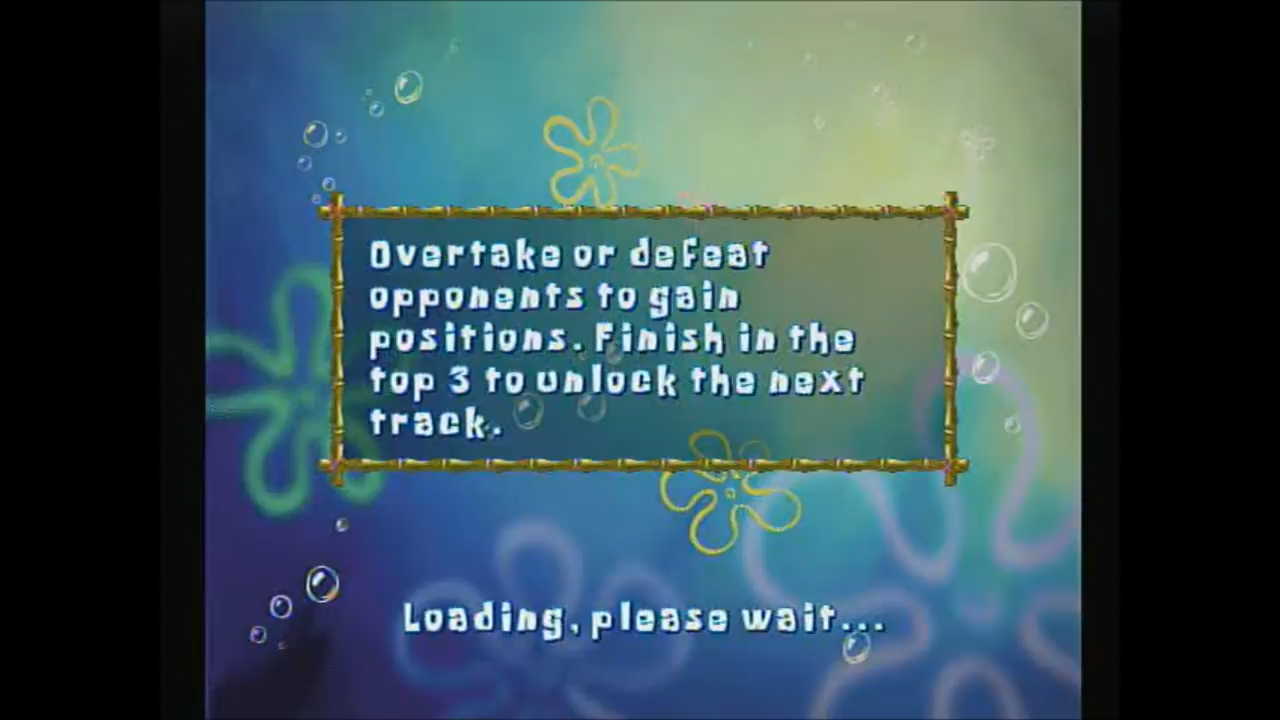 Overtake or defeat
opponents to gain
positions. Finish in the
top 3 to unlock the next
track.
Loading, please wait...